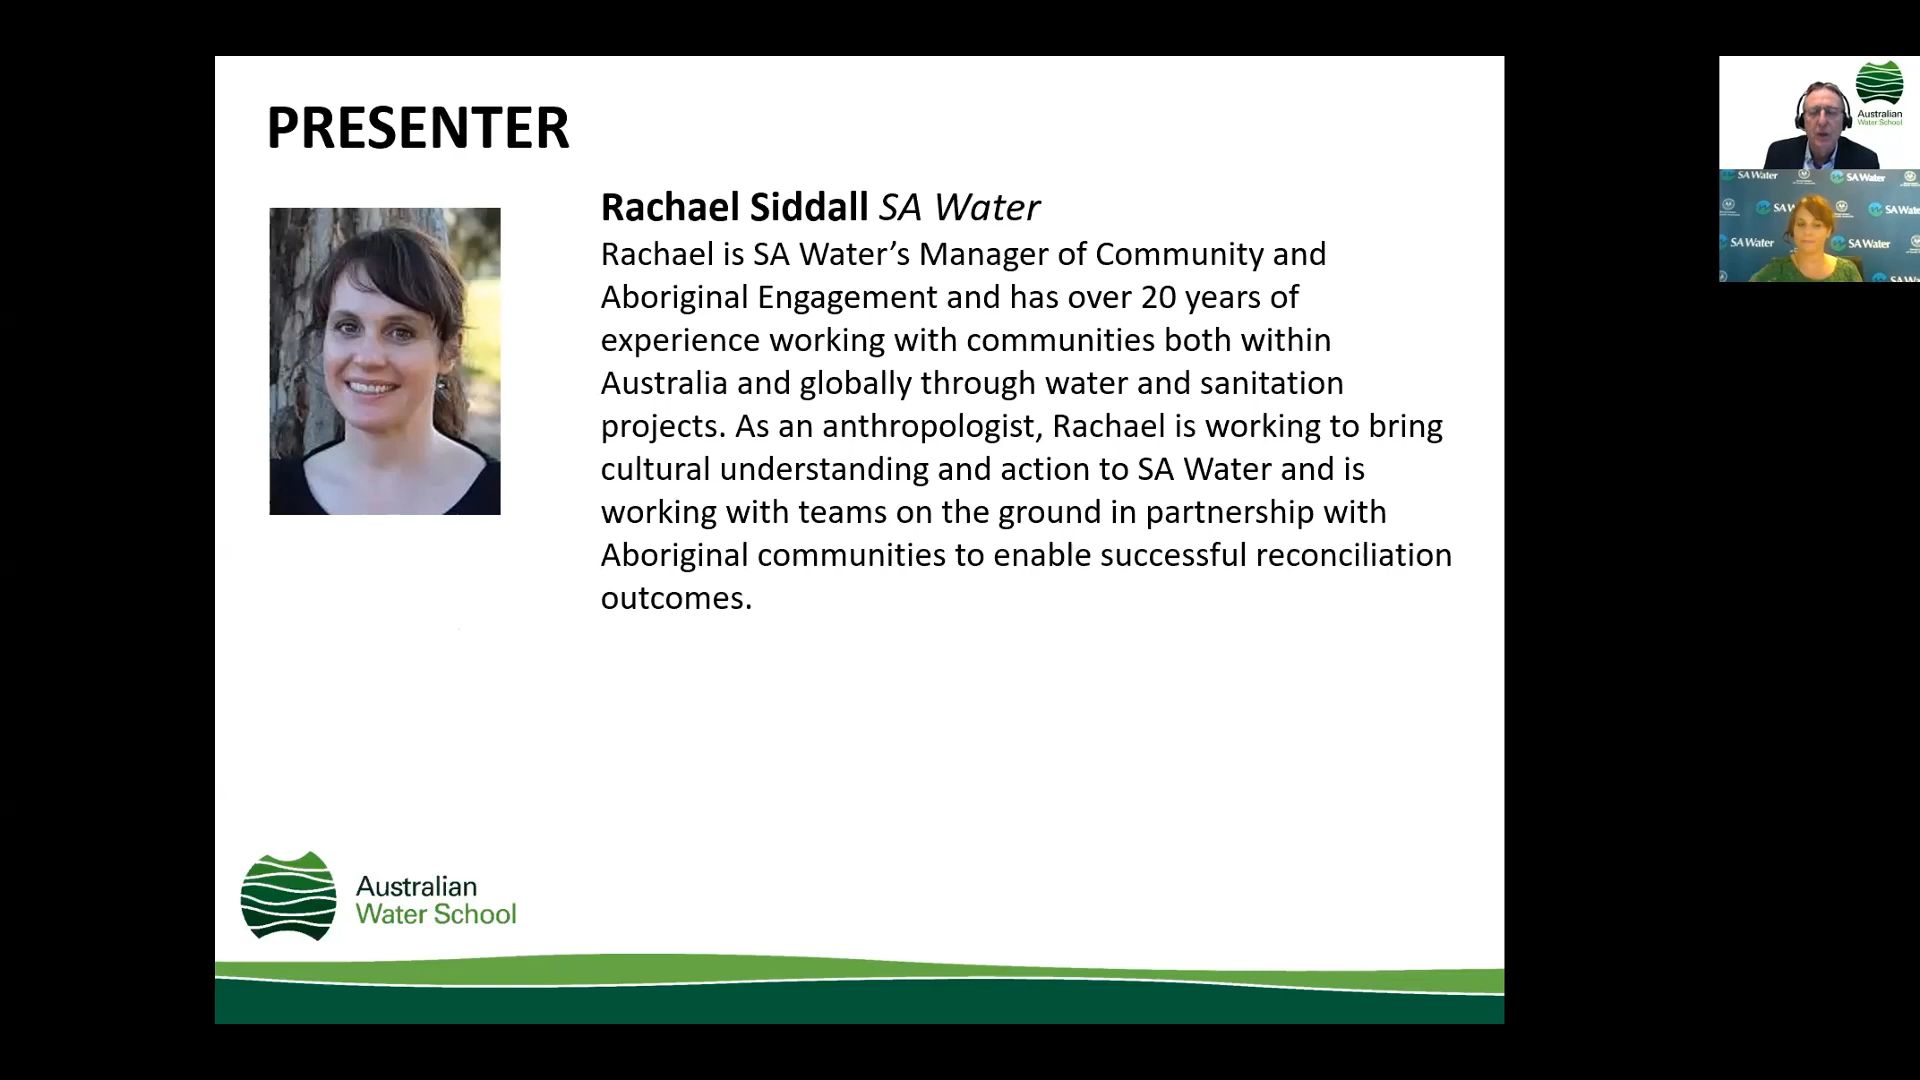 PRESENTER
Rachael Siddall SA Water
Rachael is SA Water’s Manager of Community and
Aboriginal Engagement and has over 20 years of
experience working with communities both within
Australia and globally through water and sanitation
projects. As an anthropologist, Rachael is working to bring
cultural understanding and action to SA Water and is
working with teams on the ground in partnership with
Aboriginal communities to enable successful reconciliation
outcomes.
Australian
Water School
Australian
Water School
SA Water
SA Water
SA Water
SA Water